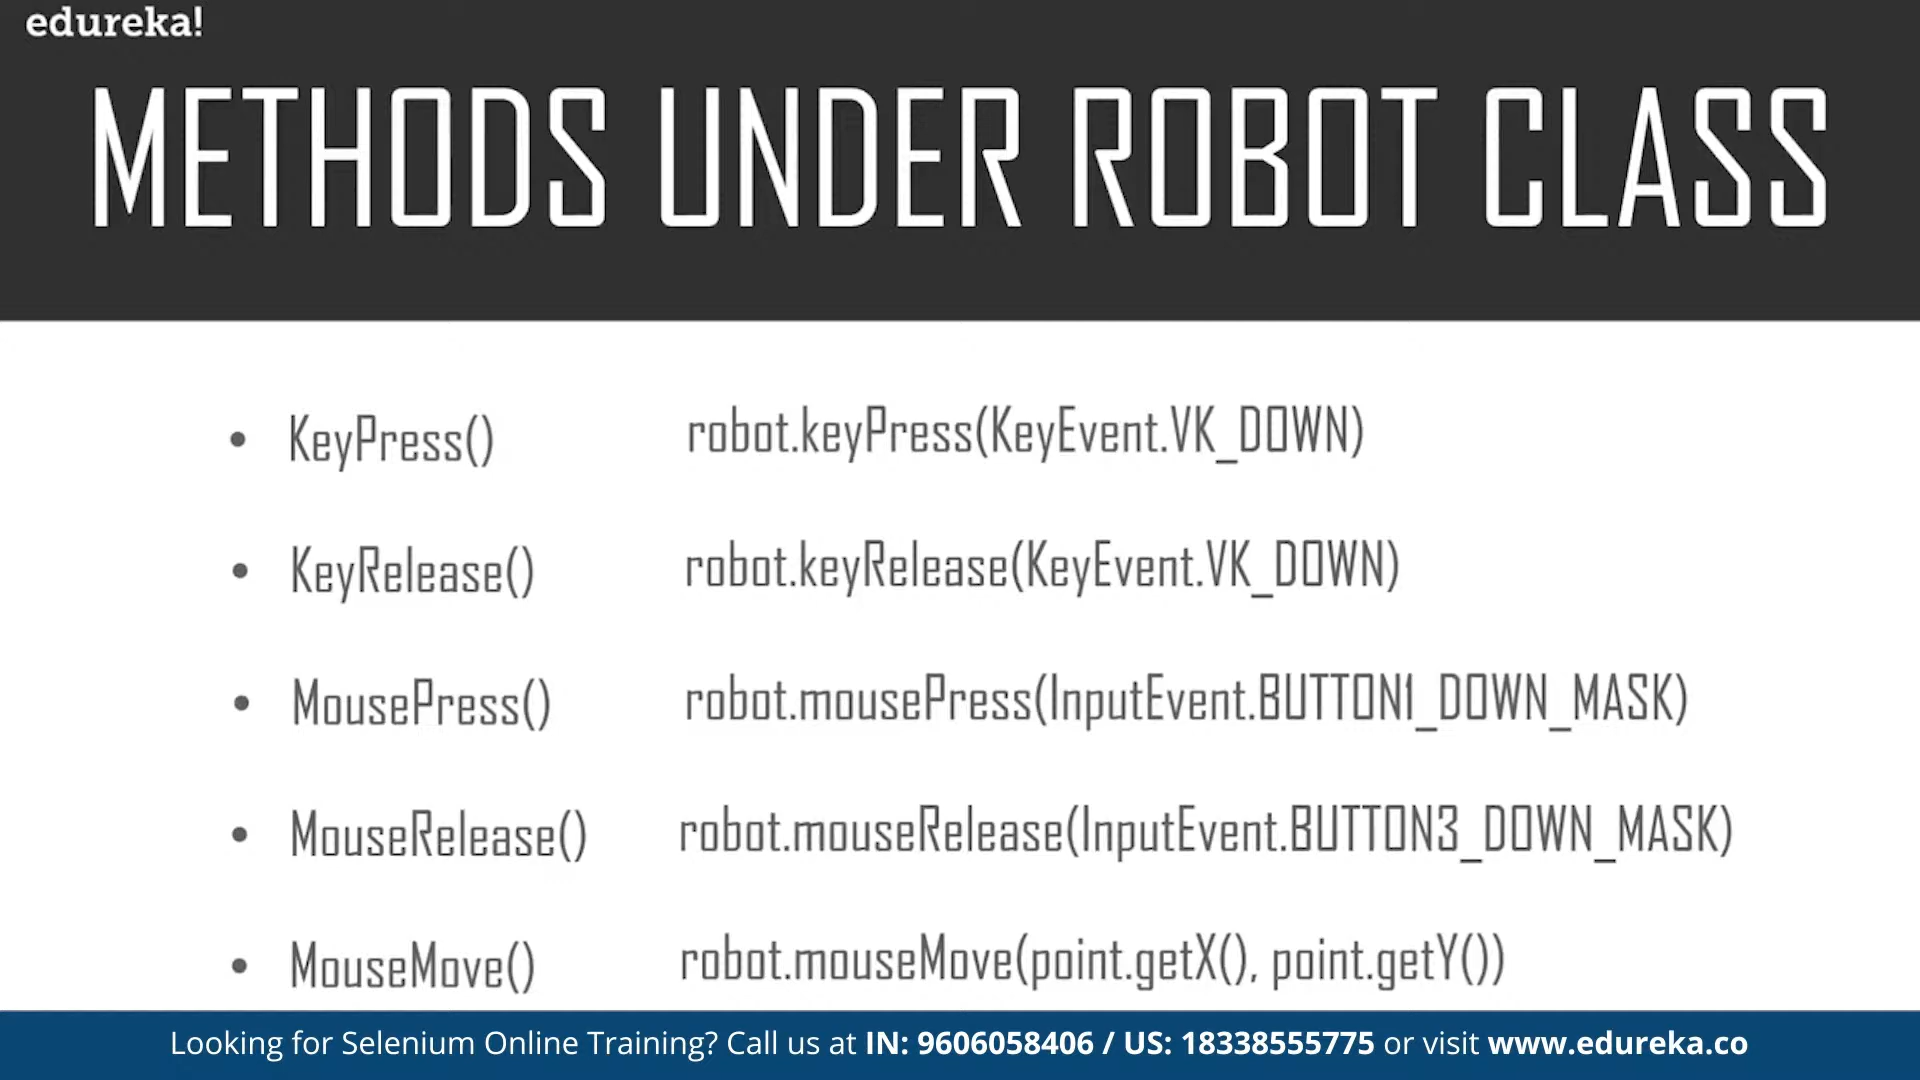 edureka!
METHODS UNDER ROBOT CLASS
• KeyPress() robot.keyPress(KeyEvent.VK_DOWN)
• KeyRelease() robot.keyRelease(KeyEvent.VK_DOWN)
• MousePress() robot.mousePress(InputEvent.BUTTON1_DOWN_MASK)
• MouseRelease() robot.mouseRelease(InputEvent.BUTTON3_DOWN_MASK)
• MouseMove() robot.mouseMove(point.getX(), point.getY())
Looking for Selenium Online Training? Call us at IN: 9606058406 / US: 18338555775 or visit www.edureka.co